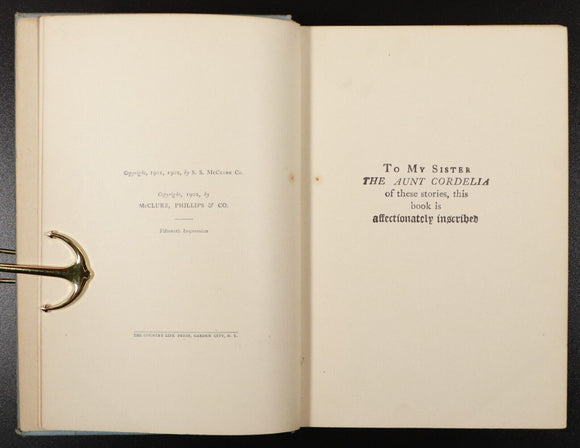 Copyright, 1901, 1902, by S. S. McClure Co.
Copyright, 1902, by
McCLURE, PHILLIPS & CO.
Fifteenth Impression
THE COUNTRY LIFE PRESS, GARDEN CITY, N. Y.
To My Sister
THE AUNT CORDELIA
of these stories, this
book is
affectionately inscribed